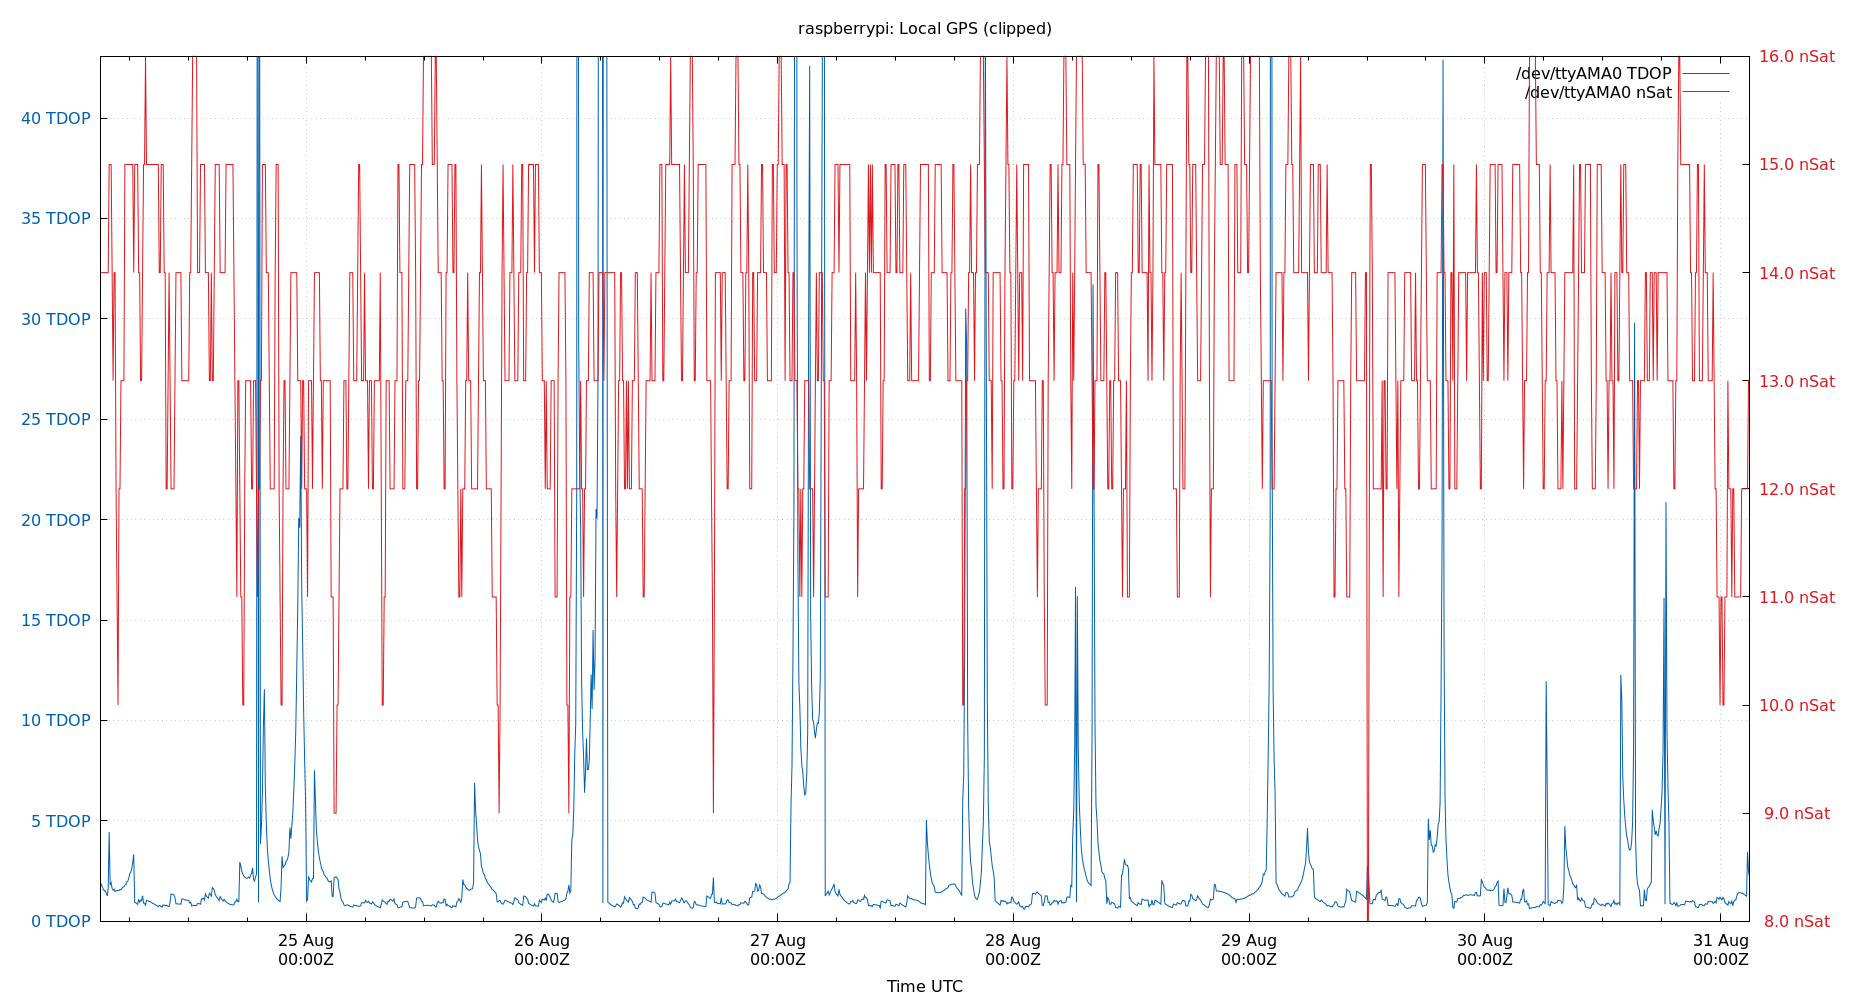 raspberrypi: Local GPS (clipped)
/dev/ttyAMA0 TDOP
/dev/ttyAMA0 nSat
40 TDOP
35 TDOP
30 TDOP
25 TDOP
20 TDOP
15 TDOP
10 TDOP
5 TDOP
0 TDOP
16.0 nSat
15.0 nSat
14.0 nSat
13.0 nSat
12.0 nSat
11.0 nSat
10.0 nSat
9.0 nSat
8.0 nSat
25 Aug
00:00Z
26 Aug
00:00Z
27 Aug
00:00Z
28 Aug
00:00Z
29 Aug
00:00Z
30 Aug
00:00Z
31 Aug
00:00Z
Time UTC